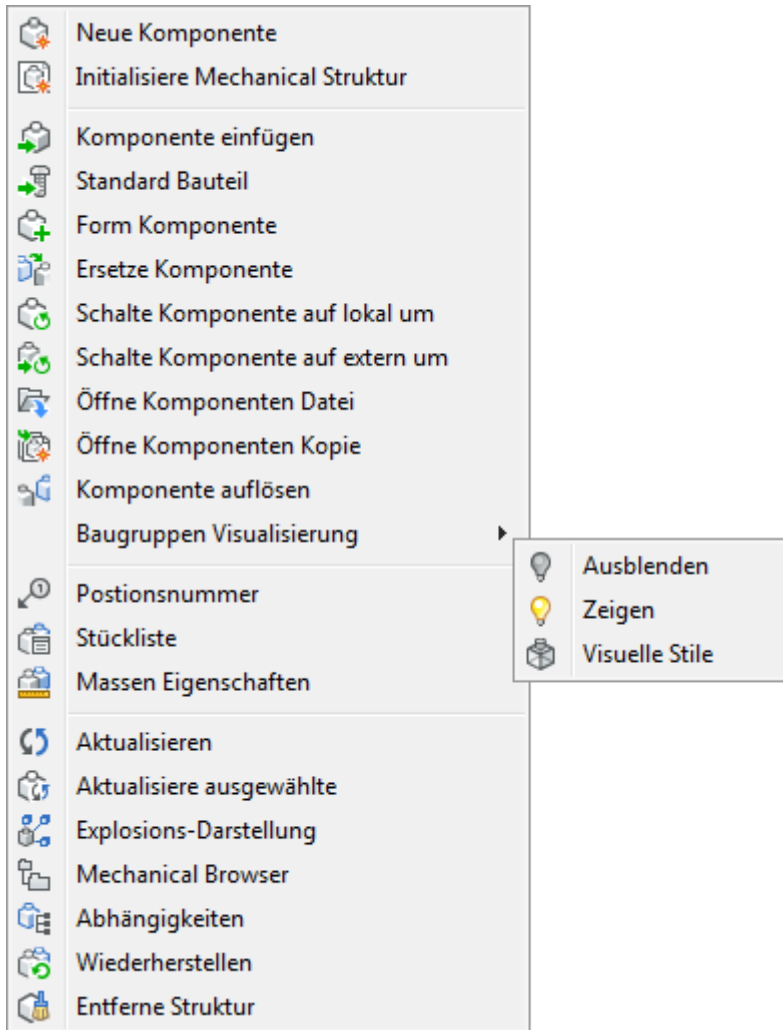 Neue Komponente
Initialisiere Mechanical Struktur
Komponente einfügen
Standard Bauteil
Form Komponente
Ersetze Komponente
Schalte Komponente auf lokal um
Schalte Komponente auf extern um
Öffne Komponenten Datei
Öffne Komponenten Kopie
Komponente auflösen
Baugruppen Visualisierung
Ausblenden
Zeigen
Visuelle Stile
Postionsnummer
Stückliste
Massen Eigenschaften
Aktualisieren
Aktualisiere ausgewählte
Explosions-Darstellung
Mechanical Browser
Abhängigkeiten
Wiederherstellen
Entferne Struktur